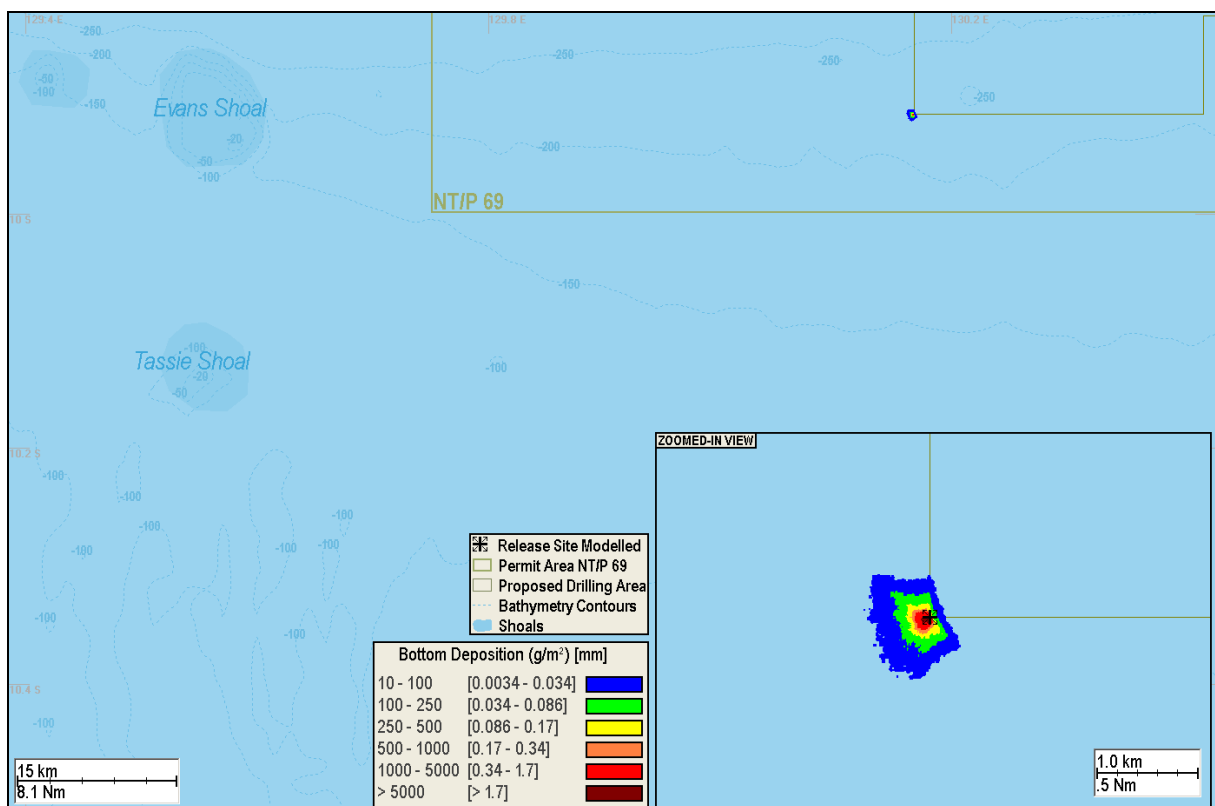 129.4 E
129.8 E
130.2 E
-250
-200
-250
-250
-50
-100
-150
-250
Evans Shoal
-20
-50
-100
-200
NT/P 69
10 S
-150
-100
Tassie Shoal
-20
-50
-100
10.2 S
-100
-100
-100
-100
-100
-100
-100
-100
-100
10.4 S
-100
ZOOMED-IN VIEW
Release Site Modelled
Permit Area NT/P 69
Proposed Drilling Area
Bathymetry Contours
Shoals
Bottom Deposition (g/m²) [mm]
10 - 100 [0.0034 - 0.034]
100 - 250 [0.034 - 0.086]
250 - 500 [0.086 - 0.17]
500 - 1000 [0.17 - 0.34]
1000 - 5000 [0.34 - 1.7]
> 5000 [> 1.7]
15 km
8.1 Nm
1.0 km
.5 Nm